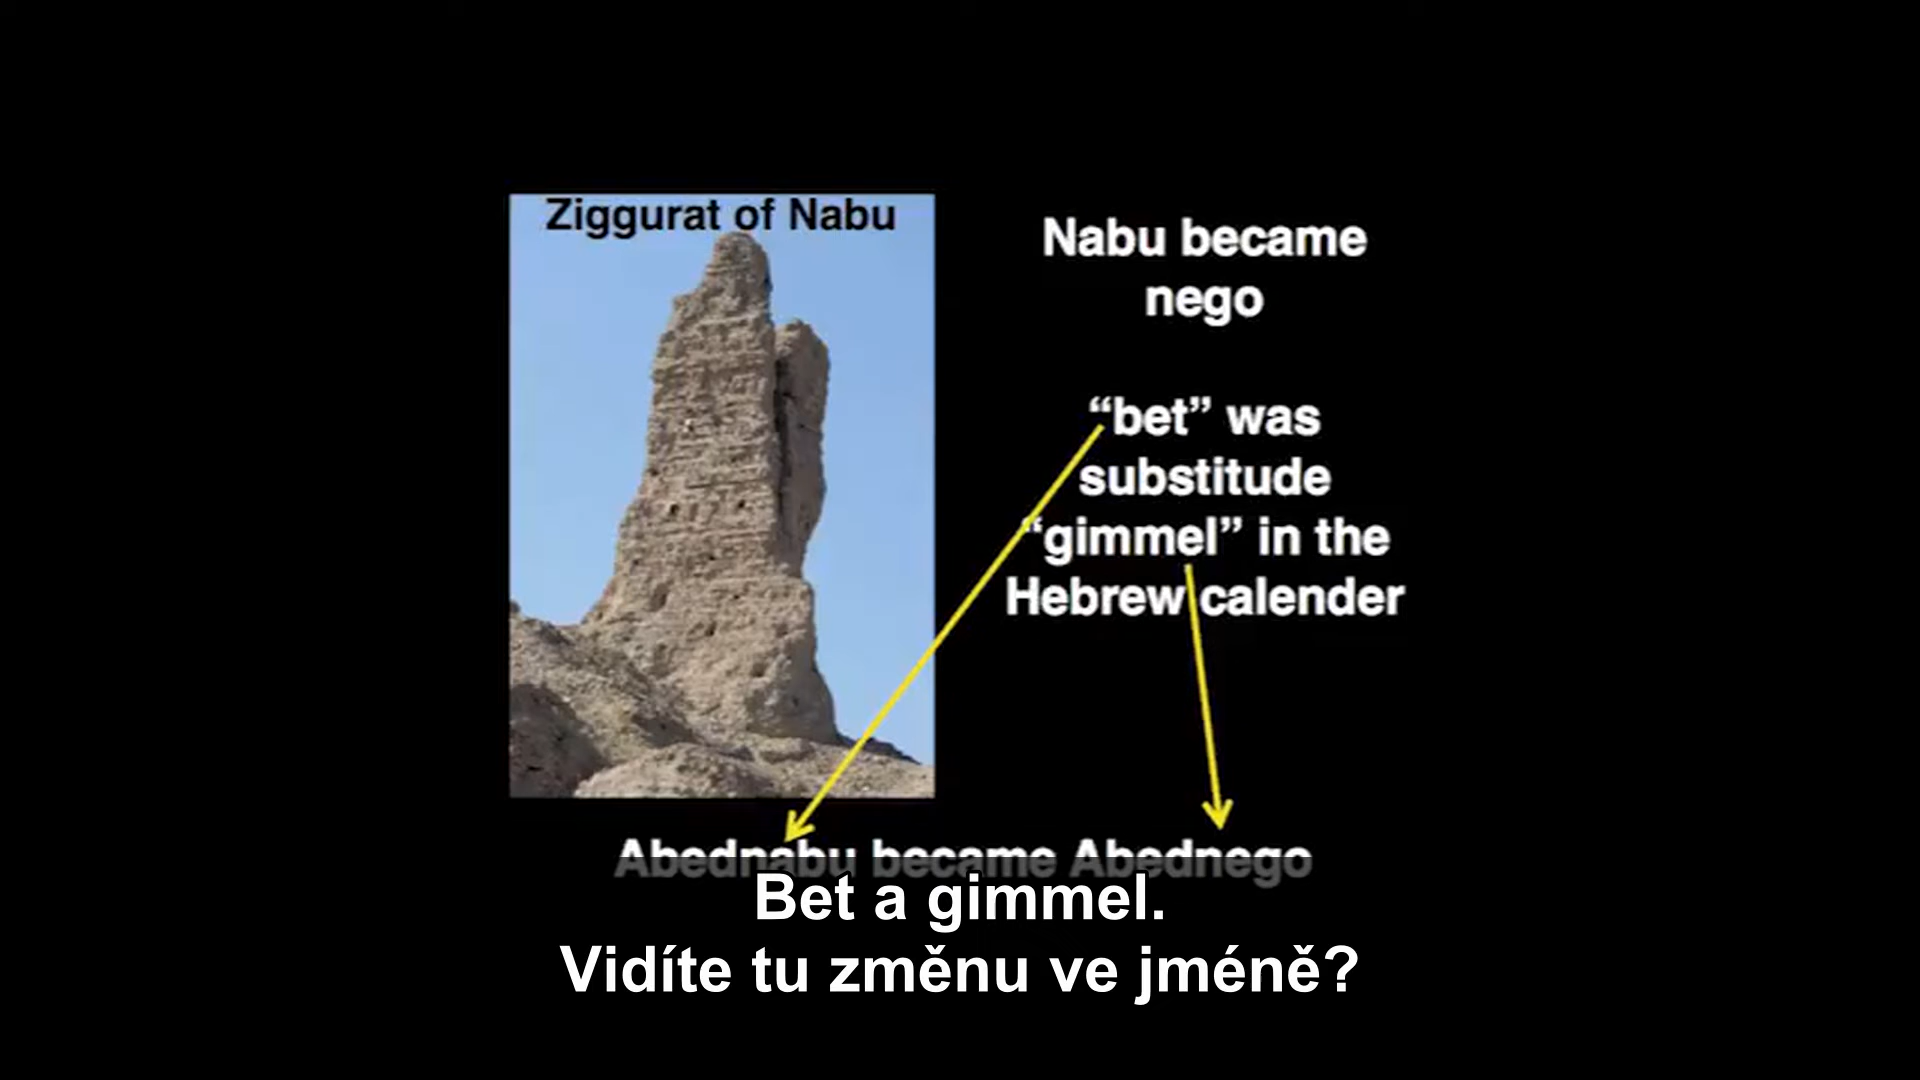 Ziggurat of Nabu
Nabu became
nego
“bet” was
substitude
“gimmel” in the
Hebrew calender
Abednabu became Abednego
Bet a gimmel.
Vidíte tu změnu ve jméně?